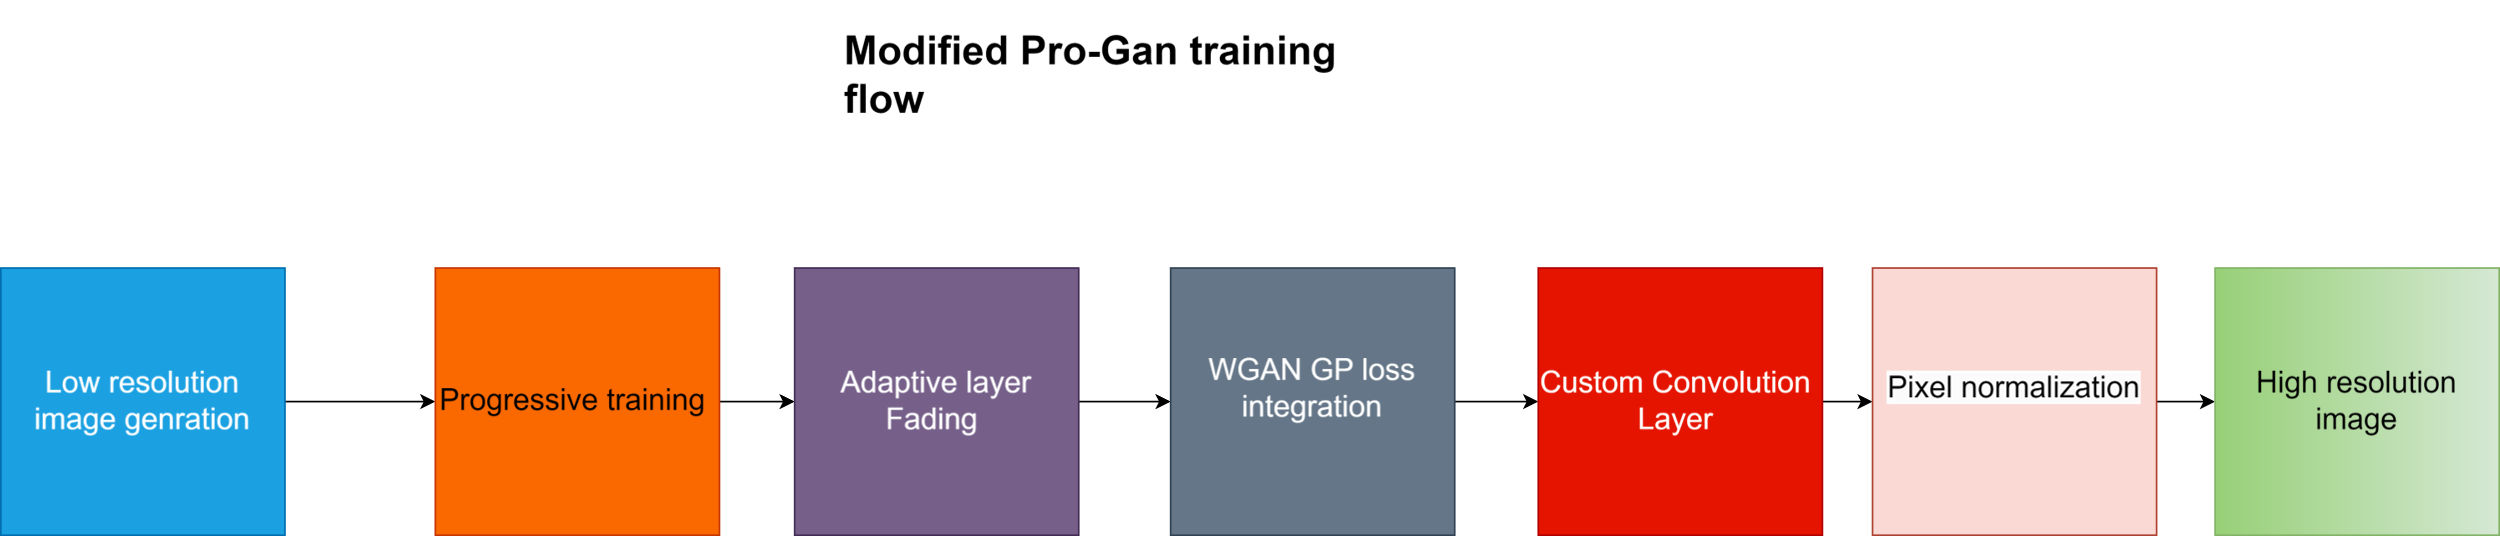 Modified Pro-Gan training
flow
Low resolution
image genration
Progressive training
Adaptive layer
Fading
WGAN GP loss
integration
Custom Convolution
Layer
Pixel normalization
High resolution
image